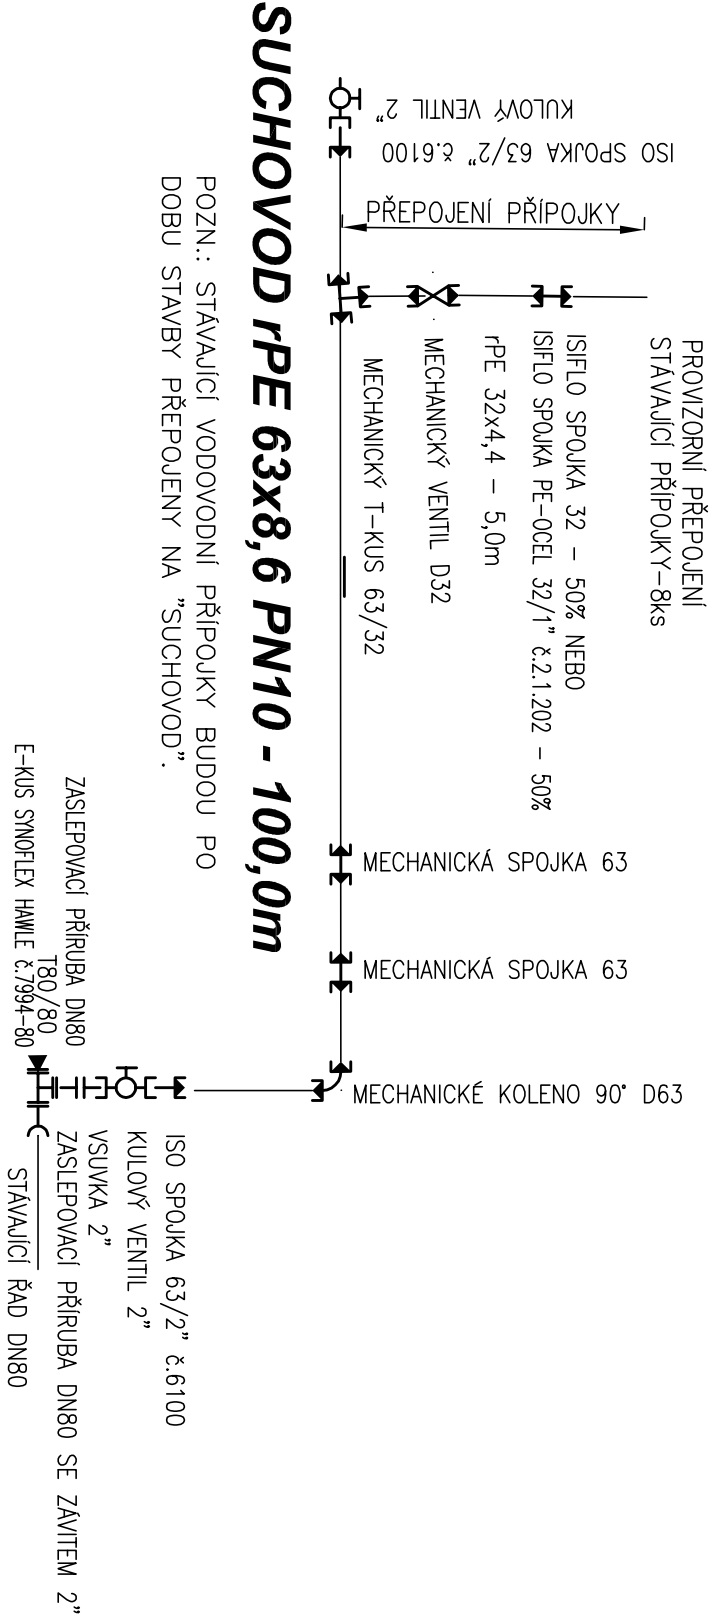 KULOVÝ VENTIL 2"
ISO SPOJKA 63/2" č.6100
PŘEPOJENÍ PŘÍPOJKY
PROVIZORNÍ PŘEPOJENÍ
STÁVAJÍCÍ PŘÍPOJKY-8ks
ISIFLO SPOJKA 32 - 50% NEBO
ISIFLO SPOJKA PE-OCEL 32/1" č.2.1.202 - 50%
rPE 32x4,4 - 5,0m
MECHANICKÝ VENTIL D32
MECHANICKÝ T-KUS 63/32
SUCHOVOD rPE 63x8,6 PN10 - 100,0m
POZN.: STÁVAJÍCÍ VODOVODNÍ PŘÍPOJKY BUDOU PO
DOBU STAVBY PŘEPOJENY NA "SUCHOVOD".
MECHANICKÁ SPOJKA 63
MECHANICKÁ SPOJKA 63
MECHANICKÉ KOLENO 90° D63
ZASLEPOVACÍ PŘÍRUBA DN80
T80/80
E-KUS SYNOFLEX HAWLE č.7994-80
ISO SPOJKA 63/2" č.6100
KULOVÝ VENTIL 2"
VSUVKA 2"
ZASLEPOVACÍ PŘÍRUBA DN80 SE ZÁVITEM 2"
STÁVAJÍCÍ ŘAD DN80